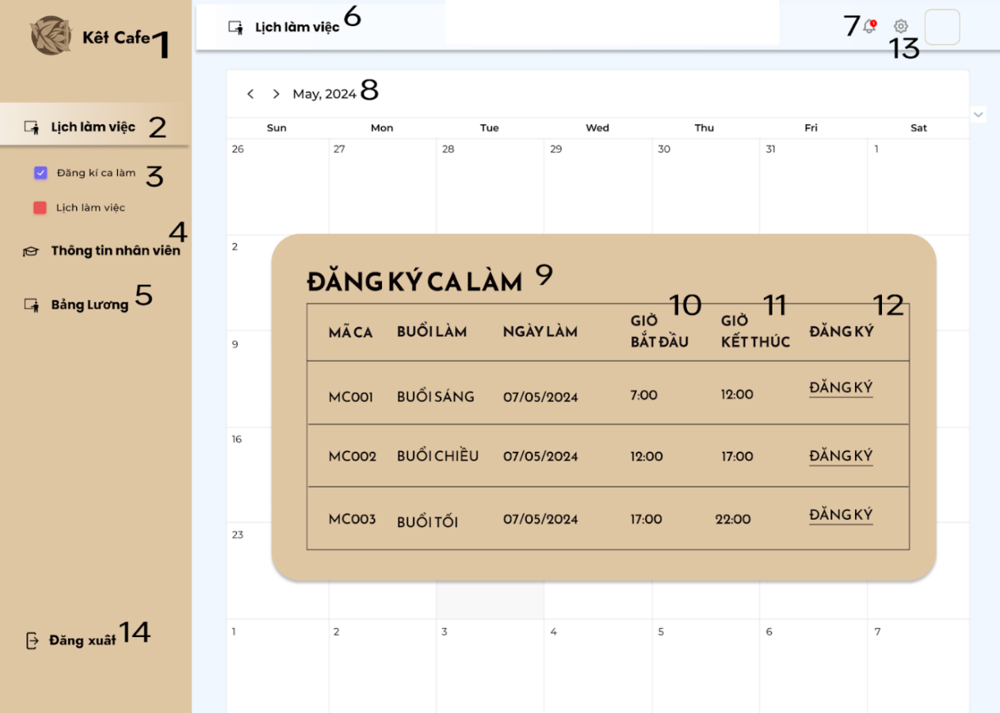 Kêt Cafe 1
Lịch làm việc 6
7
13
Lịch làm việc 2
Đăng kí ca làm 3
Lịch làm việc
4
Thông tin nhân viên
Bảng Lương 5
Đăng xuất 14
May, 2024 8
Sun Mon Tue Wed Thu Fri Sat
26 27 28 29 30 31 1
2
9
16
23
1 2 3 4 5 6 7
ĐĂNG KÝ CA LÀM 9
10 11 12
MÃ CA BUỔI LÀM NGÀY LÀM GIỜ BẮT ĐẦU GIỜ KẾT THÚC ĐĂNG KÝ
MC001 BUỔI SÁNG 07/05/2024 7:00 12:00 ĐĂNG KÝ
MC002 BUỔI CHIỀU 07/05/2024 12:00 17:00 ĐĂNG KÝ
MC003 BUỔI TỐI 07/05/2024 17:00 22:00 ĐĂNG KÝ